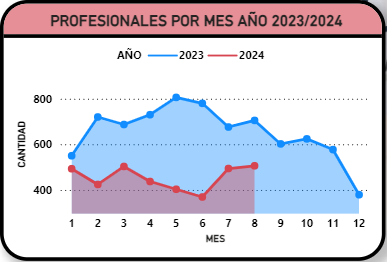 PROFESIONALES POR MES AÑO 2023/2024
AÑO 2023 2024
CANTIDAD
800
600
400
1 2 3 4 5 6 7 8 9 10 11 12
MES